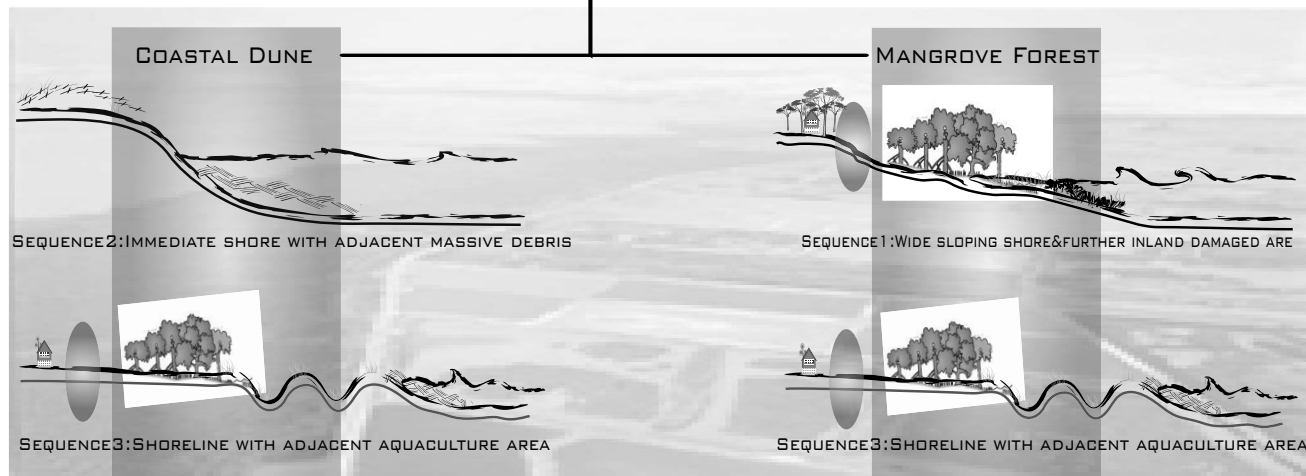 COASTAL DUNE
MANGROVE FOREST
SEQUENCE2:IMMEDIATE SHORE WITH ADJACENT MASSIVE DEBRIS
SEQUENCE1:WIDE SLOPING SHORE&FURTHER INLAND DAMAGED ARE
SEQUENCE3:SHORELINE WITH ADJACENT AQUACULTURE AREA
SEQUENCE3:SHORELINE WITH ADJACENT AQUACULTURE AREA